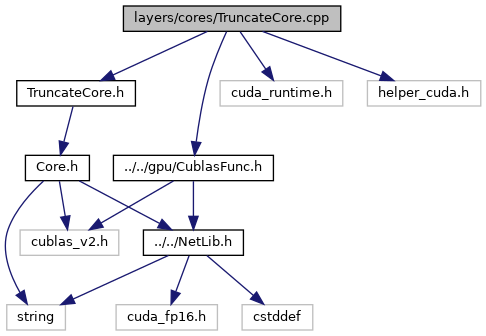 layers/cores/TruncateCore.cpp
TruncateCore.h
cuda_runtime.h
helper_cuda.h
Core.h
../../gpu/CublasFunc.h
cublas_v2.h
../../NetLib.h
string
cuda_fp16.h
cstddef